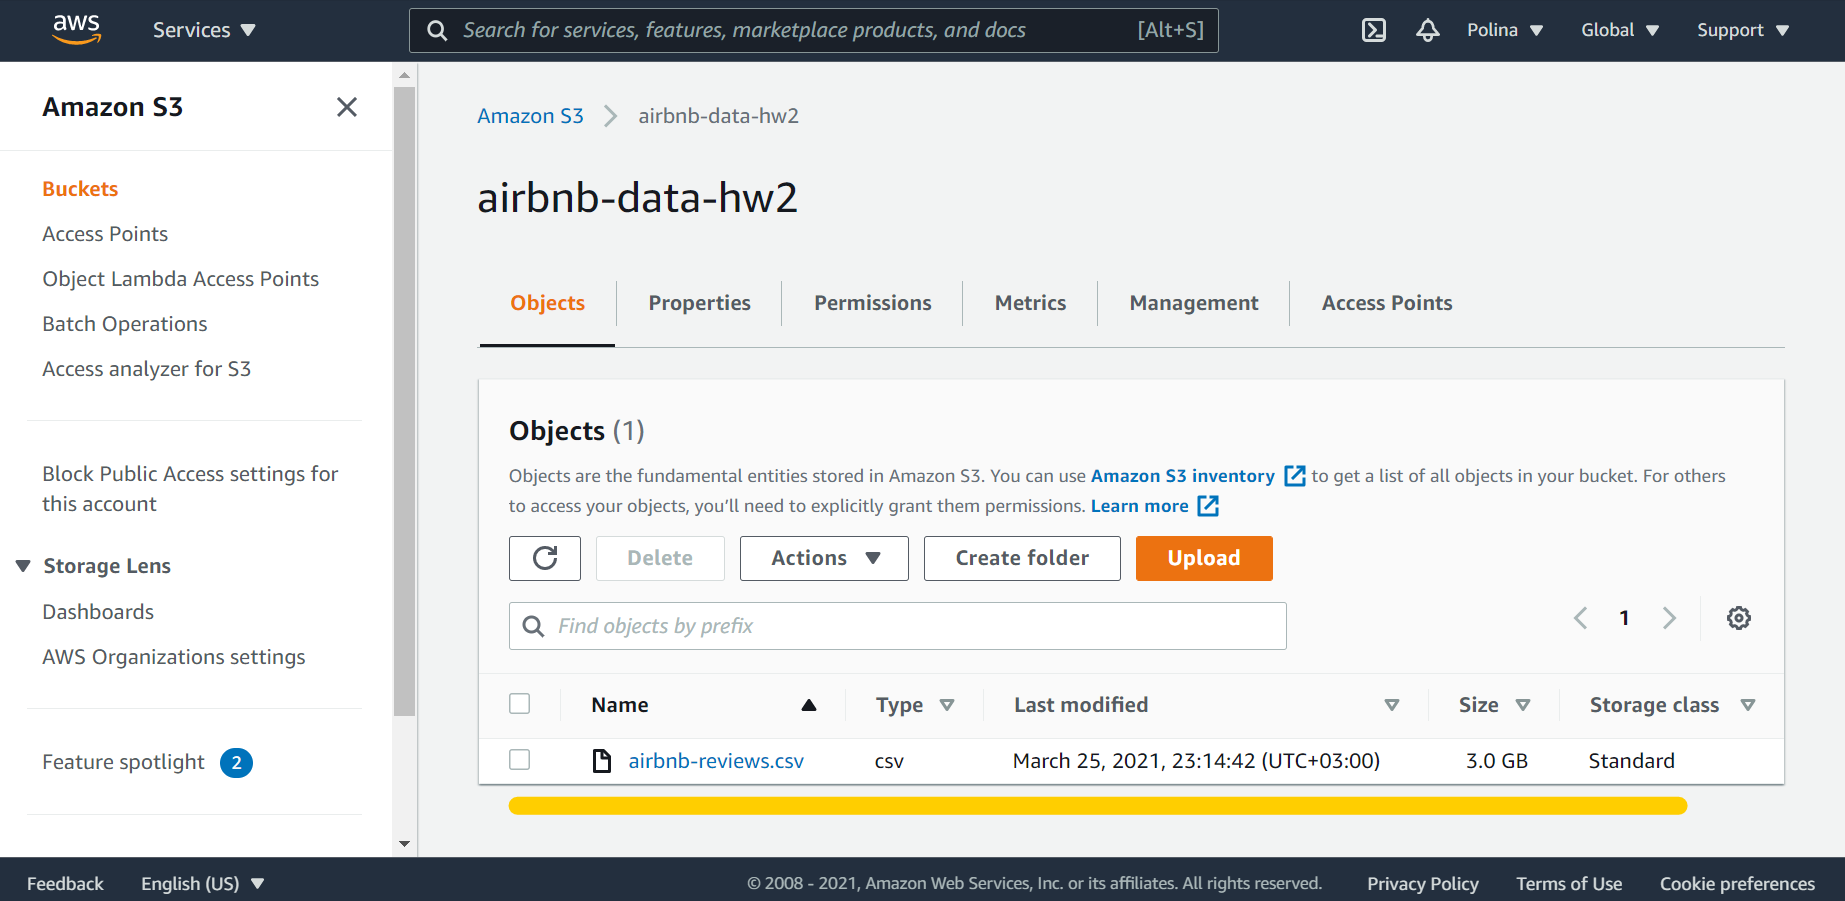 aws
Services
Search for services, features, marketplace products, and docs [Alt+S]
Polina
Global
Support
Amazon S3
Buckets
Access Points
Object Lambda Access Points
Batch Operations
Access analyzer for S3
Block Public Access settings for
this account
Storage Lens
Dashboards
AWS Organizations settings
Feature spotlight 2
Amazon S3 airbnb-data-hw2
airbnb-data-hw2
Objects Properties Permissions Metrics Management Access Points
Objects (1)
Objects are the fundamental entities stored in Amazon S3. You can use Amazon S3 inventory to get a list of all objects in your bucket. For others
to access your objects, you’ll need to explicitly grant them permissions. Learn more
Delete Actions Create folder Upload
Find objects by prefix
1
Name Type Last modified Size Storage class
airbnb-reviews.csv csv March 25, 2021, 23:14:42 (UTC+03:00) 3.0 GB Standard
Feedback English (US) © 2008 - 2021, Amazon Web Services, Inc. or its affiliates. All rights reserved. Privacy Policy Terms of Use Cookie preferences